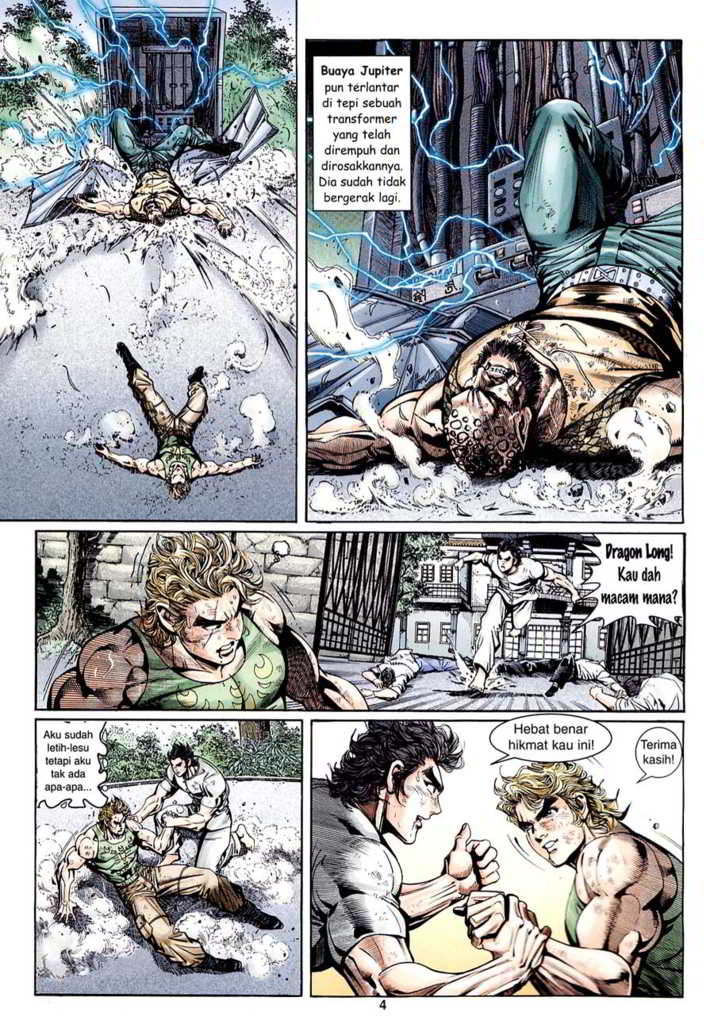 Buaya Jupiter
pun terlantar
di tepi sebuah
transformer
yang telah
dirempuh dan
dirosakkannya.
Dia sudah tidak
bergerak lagi.
Dragon Long!
Kau dah
macam mana?
Aku sudah
letih-lesu
tetapi aku
tak ada
apa-apa...
Hebat benar
hikmat kau ini!
Terima
kasih!
4